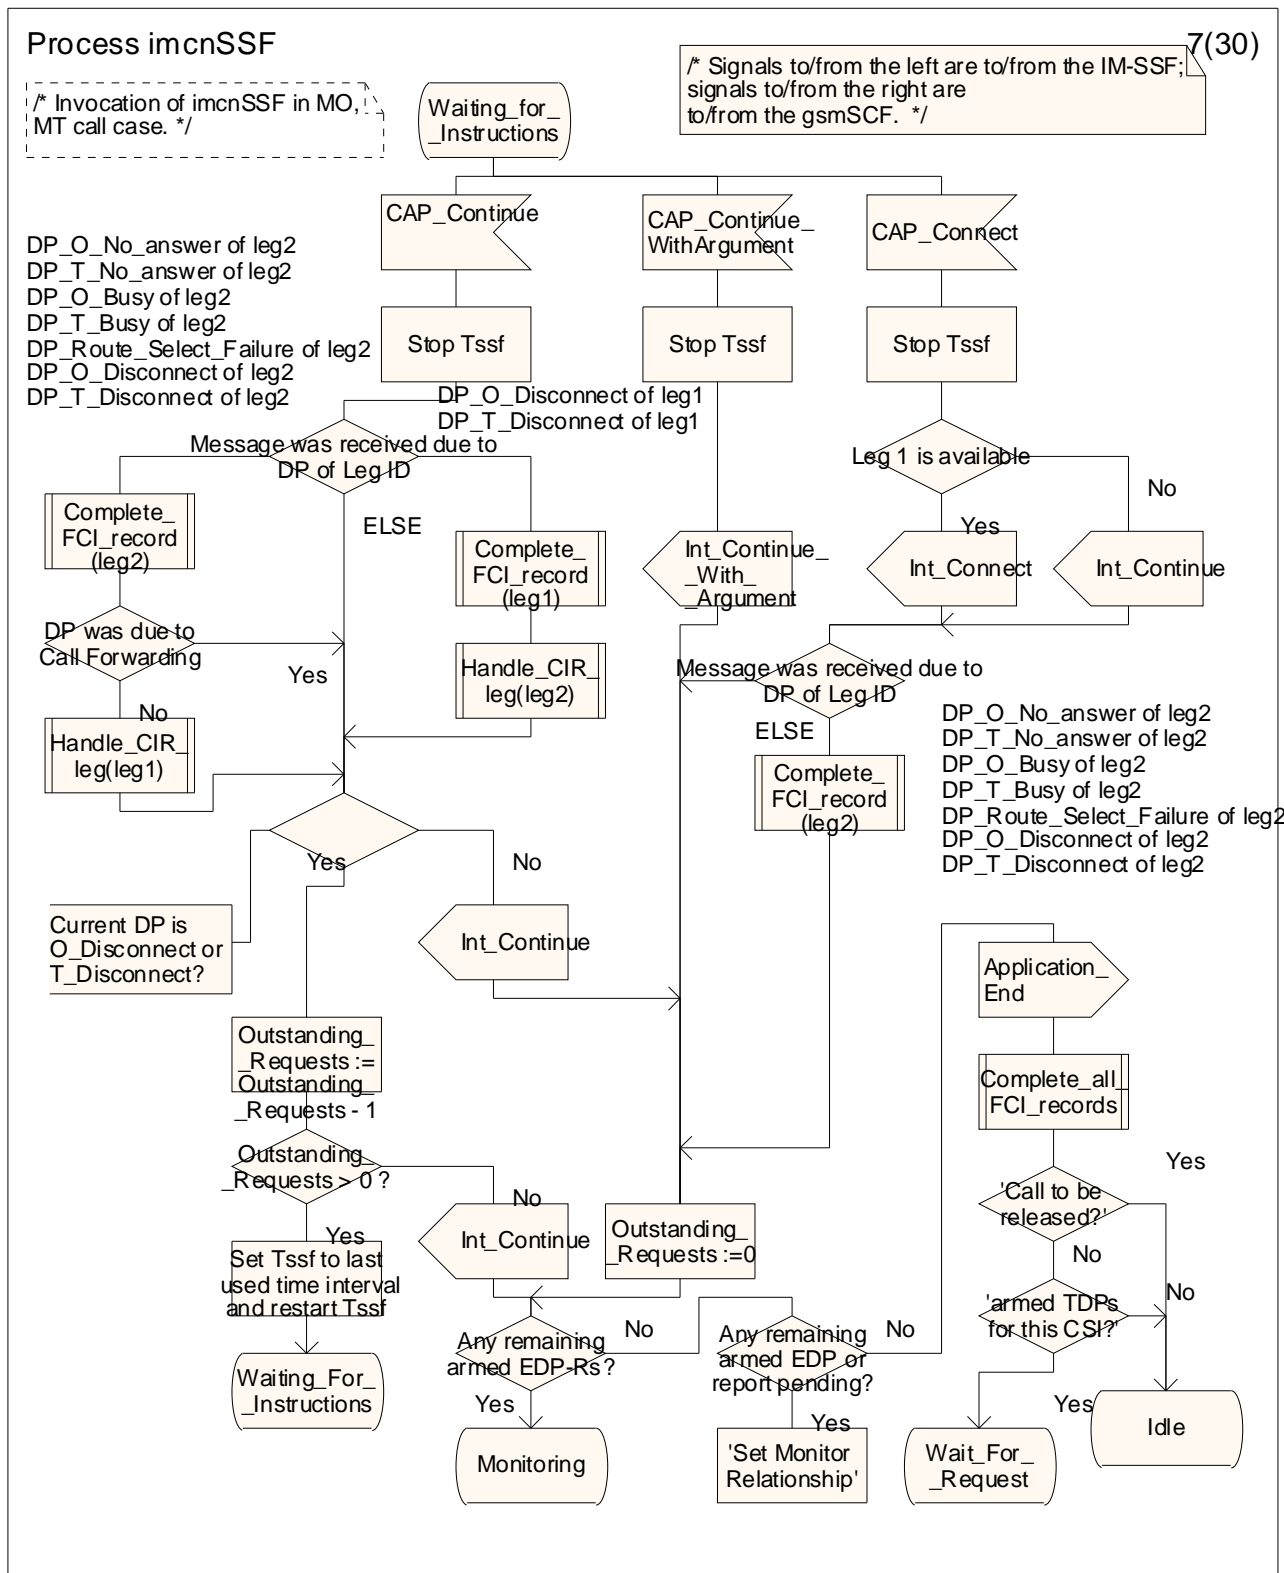 Process imcnSSF
7(30)
/* Invocation of imcnSSF in MO,
MT call case. */
Waiting_for_
_Instructions
/* Signals to/from the left are to/from the IM-SSF;
signals to/from the right are
to/from the gsmSCF. */
CAP_Continue
CAP_Continue_
WithArgument
CAP_Connect
DP_O_No_answer of leg2
DP_T_No_answer of leg2
DP_O_Busy of leg2
DP_T_Busy of leg2
DP_Route_Select_Failure of leg2
DP_O_Disconnect of leg2
DP_T_Disconnect of leg2
Stop Tssf
Stop Tssf
Stop Tssf
DP_O_Disconnect of leg1
DP_T_Disconnect of leg1
Message was received due to
DP of Leg ID
Leg 1 is available
No
Yes
ELSE
Complete_
FCI_record
(leg2)
Complete_
FCI_record
(leg1)
Int_Continue_
_With_
_Argument
Int_Connect
Int_Continue
DP was due to
Call Forwarding
Yes
No
Handle_CIR_
leg(leg2)
Message was received due to
DP of Leg ID
ELSE
Handle_CIR_
leg(leg1)
Complete_
FCI_record
(leg2)
DP_O_No_answer of leg2
DP_T_No_answer of leg2
DP_O_Busy of leg2
DP_T_Busy of leg2
DP_Route_Select_Failure of leg2
DP_O_Disconnect of leg2
DP_T_Disconnect of leg2
Yes
No
Current DP is
O_Disconnect or
T_Disconnect?
Int_Continue
Application_
End
Outstanding_
_Requests :=
Outstanding_
_Requests - 1
Complete_all_
FCI_records
Outstanding_
_Requests > 0 ?
No
Yes
Yes
'Call to be
released?'
No
Int_Continue
Outstanding_
_Requests :=0
Set Tssf to last
used time interval
and restart Tssf
No
'armed TDPs
for this CSI?'
Any remaining
armed EDP-Rs?
No
Any remaining
armed EDP or
report pending?
No
Waiting_For_
_Instructions
Yes
Yes
Yes
Monitoring
'Set Monitor
Relationship'
Wait_For_
_Request
Idle